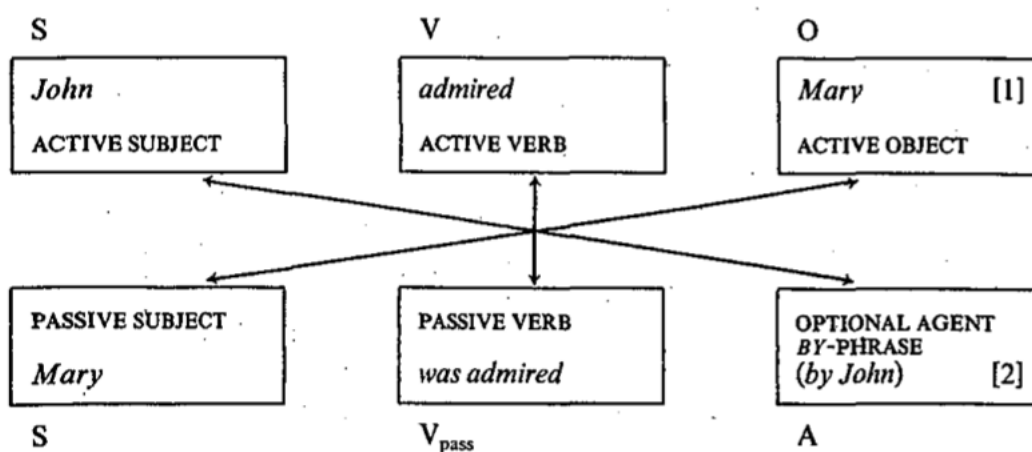 S V O
John admired Mary [1]
ACTIVE SUBJECT ACTIVE VERB ACTIVE OBJECT
PASSIVE SUBJECT PASSIVE VERB OPTIONAL AGENT
BY-PHRASE
Mary was admired (by John) [2]
S Vpass A